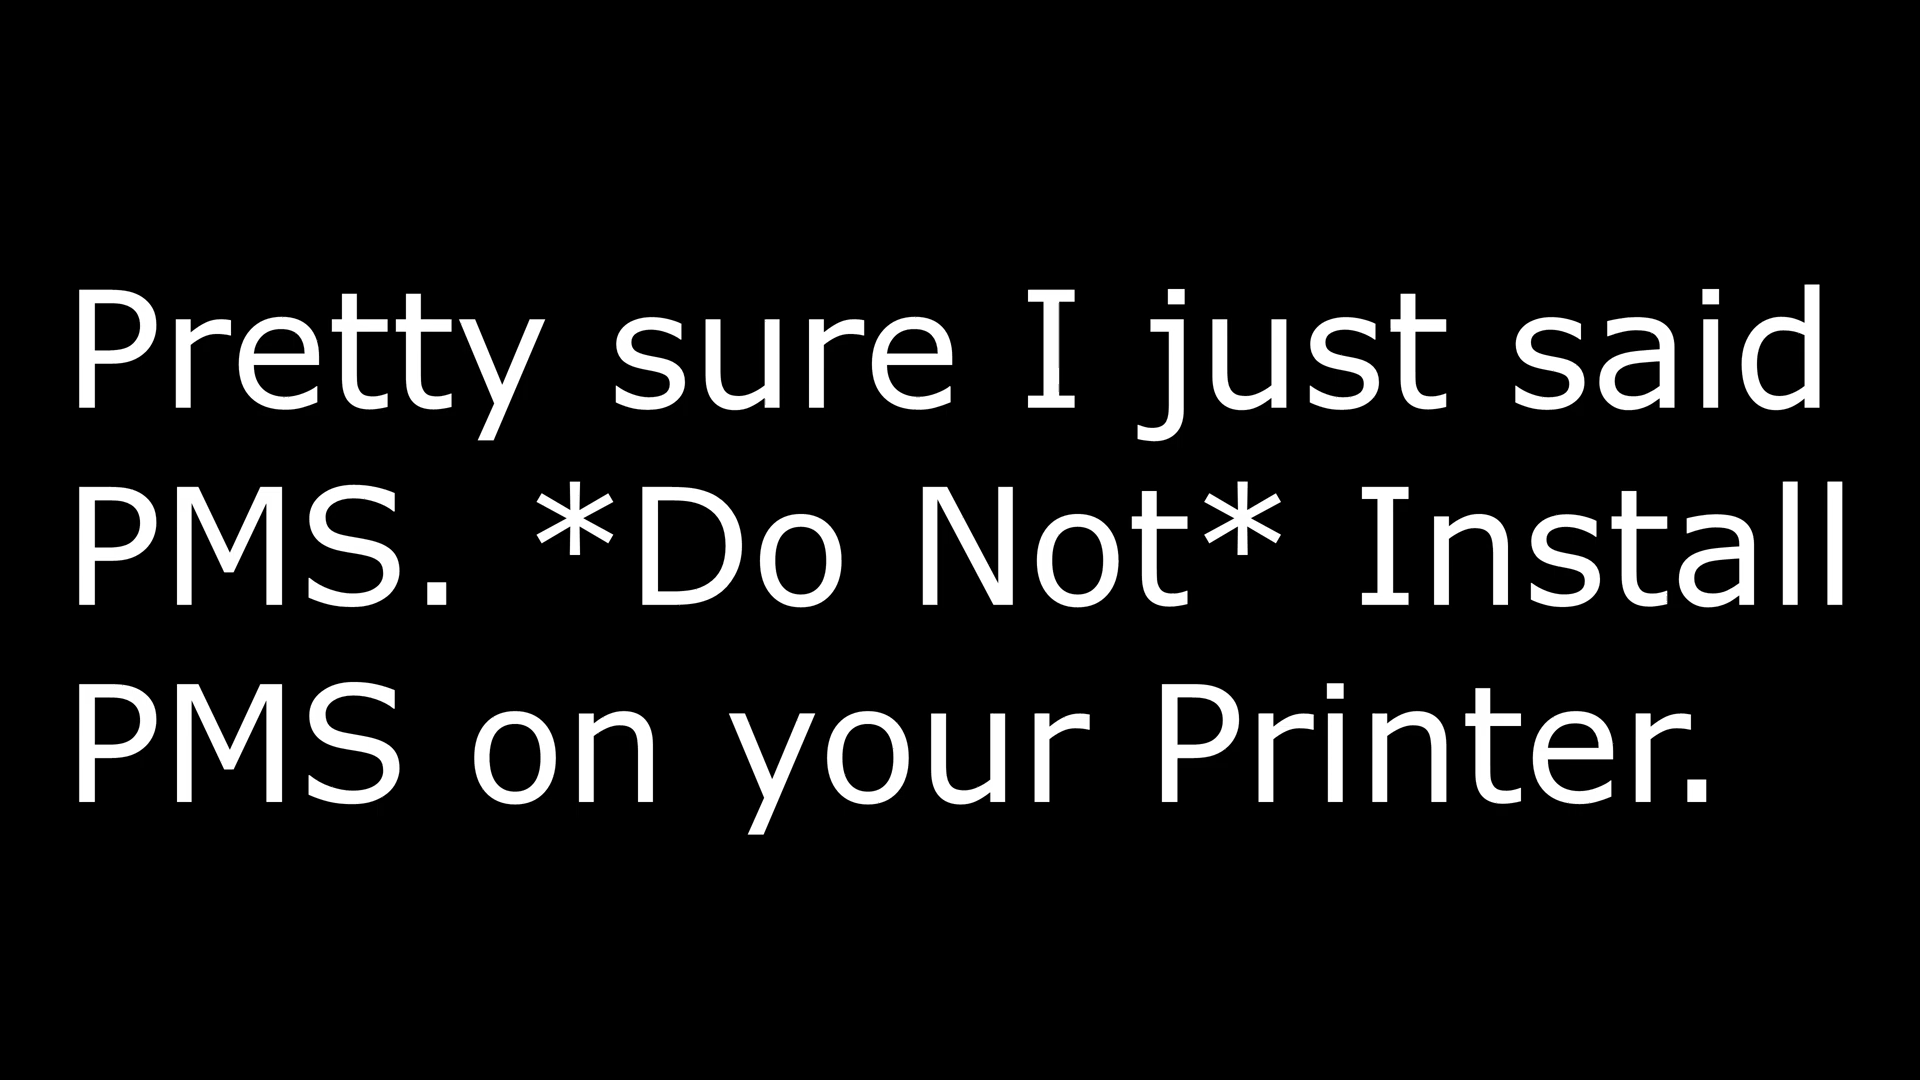 Pretty sure I just said
PMS. *Do Not* Install
PMS on your Printer.